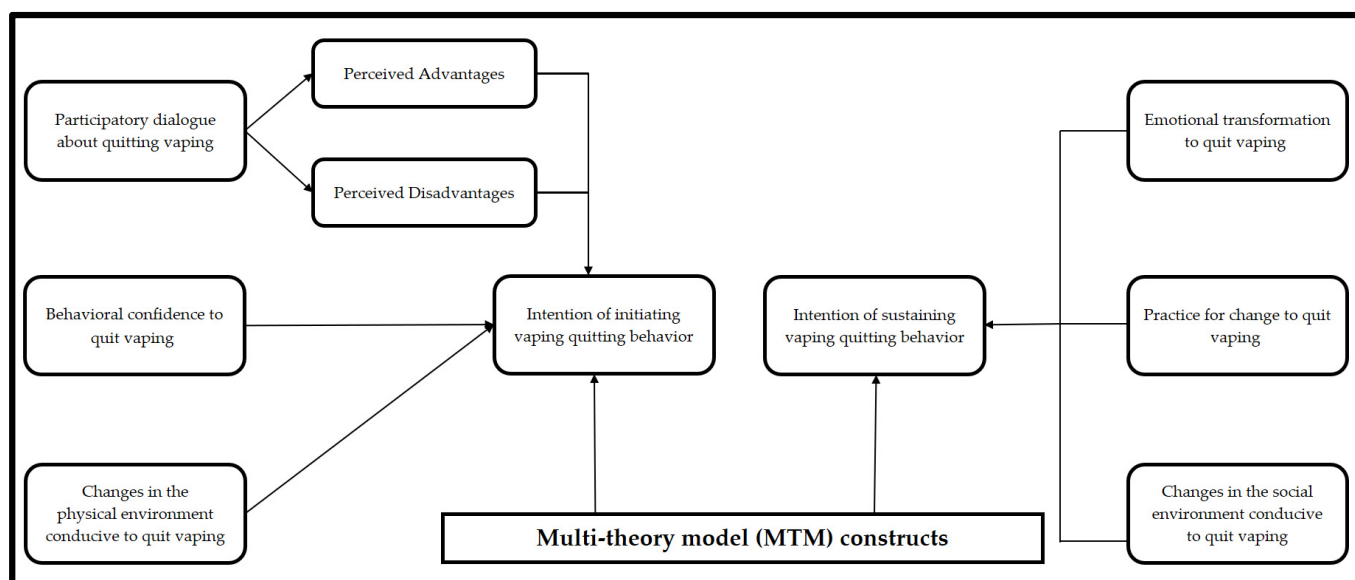 Perceived Advantages
Participatory dialogue
about quitting vaping
Perceived Disadvantages
Behavioral confidence to
quit vaping
Changes in the
physical environment
conducive to quit vaping
Intention of initiating
vaping quitting behavior
Intention of sustaining
vaping quitting behavior
Emotional transformation
to quit vaping
Practice for change to quit
vaping
Changes in the social
environment conducive
to quit vaping
Multi-theory model (MTM) constructs